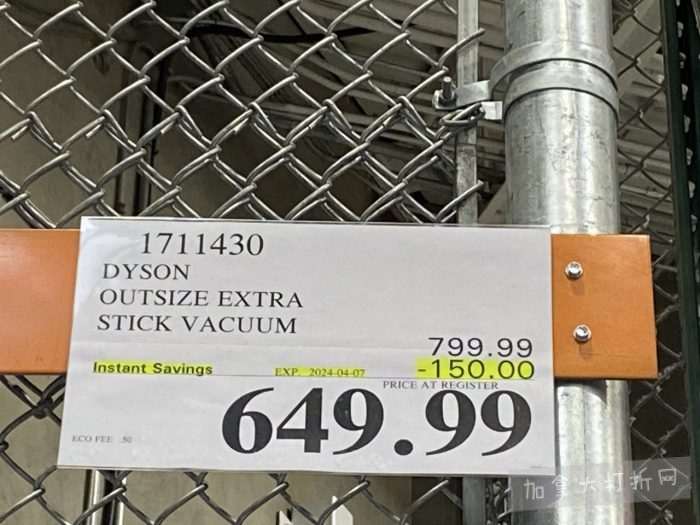 1711430
DYSON
OUTSIZE EXTRA
STICK VACUUM
799.99
Instant Savings EXP. 2024-04-07 -150.00
PRICE AT REGISTER
649.99
ECO FEE .50
加拿大打折网